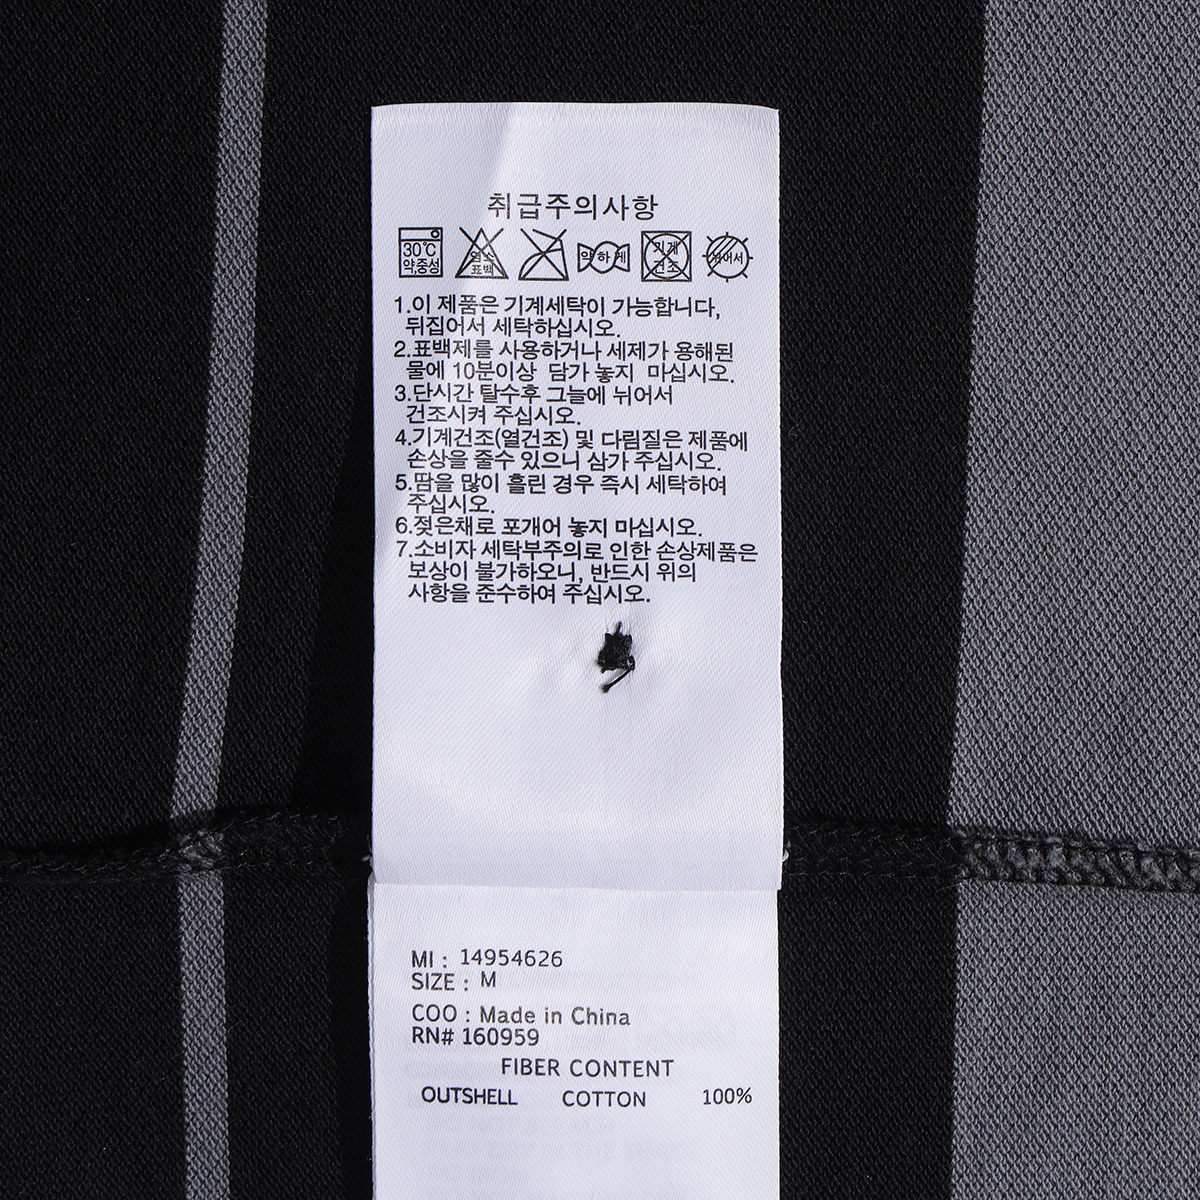 취급주의사항
30℃
약,중성
염소
표백
약하게
기계
건조
뉘어서
1.이 제품은 기계세탁이 가능합니다,
뒤집어서 세탁하십시오.
2.표백제를 사용하거나 세제가 용해된
물에 10분이상 담가 놓지 마십시오.
3.단시간 탈수후 그늘에 뉘어서
건조시켜 주십시오.
4.기계건조(열건조) 및 다림질은 제품에
손상을 줄수 있으니 삼가 주십시오.
5.땀을 많이 흘린 경우 즉시 세탁하여
주십시오.
6.젖은채로 포개어 놓지 마십시오.
7.소비자 세탁부주의로 인한 손상제품은
보상이 불가하오니, 반드시 위의
사항을 준수하여 주십시오.
MI : 14954626
SIZE : M
COO : Made in China
RN# 160959
FIBER CONTENT
OUTSHELL COTTON 100%